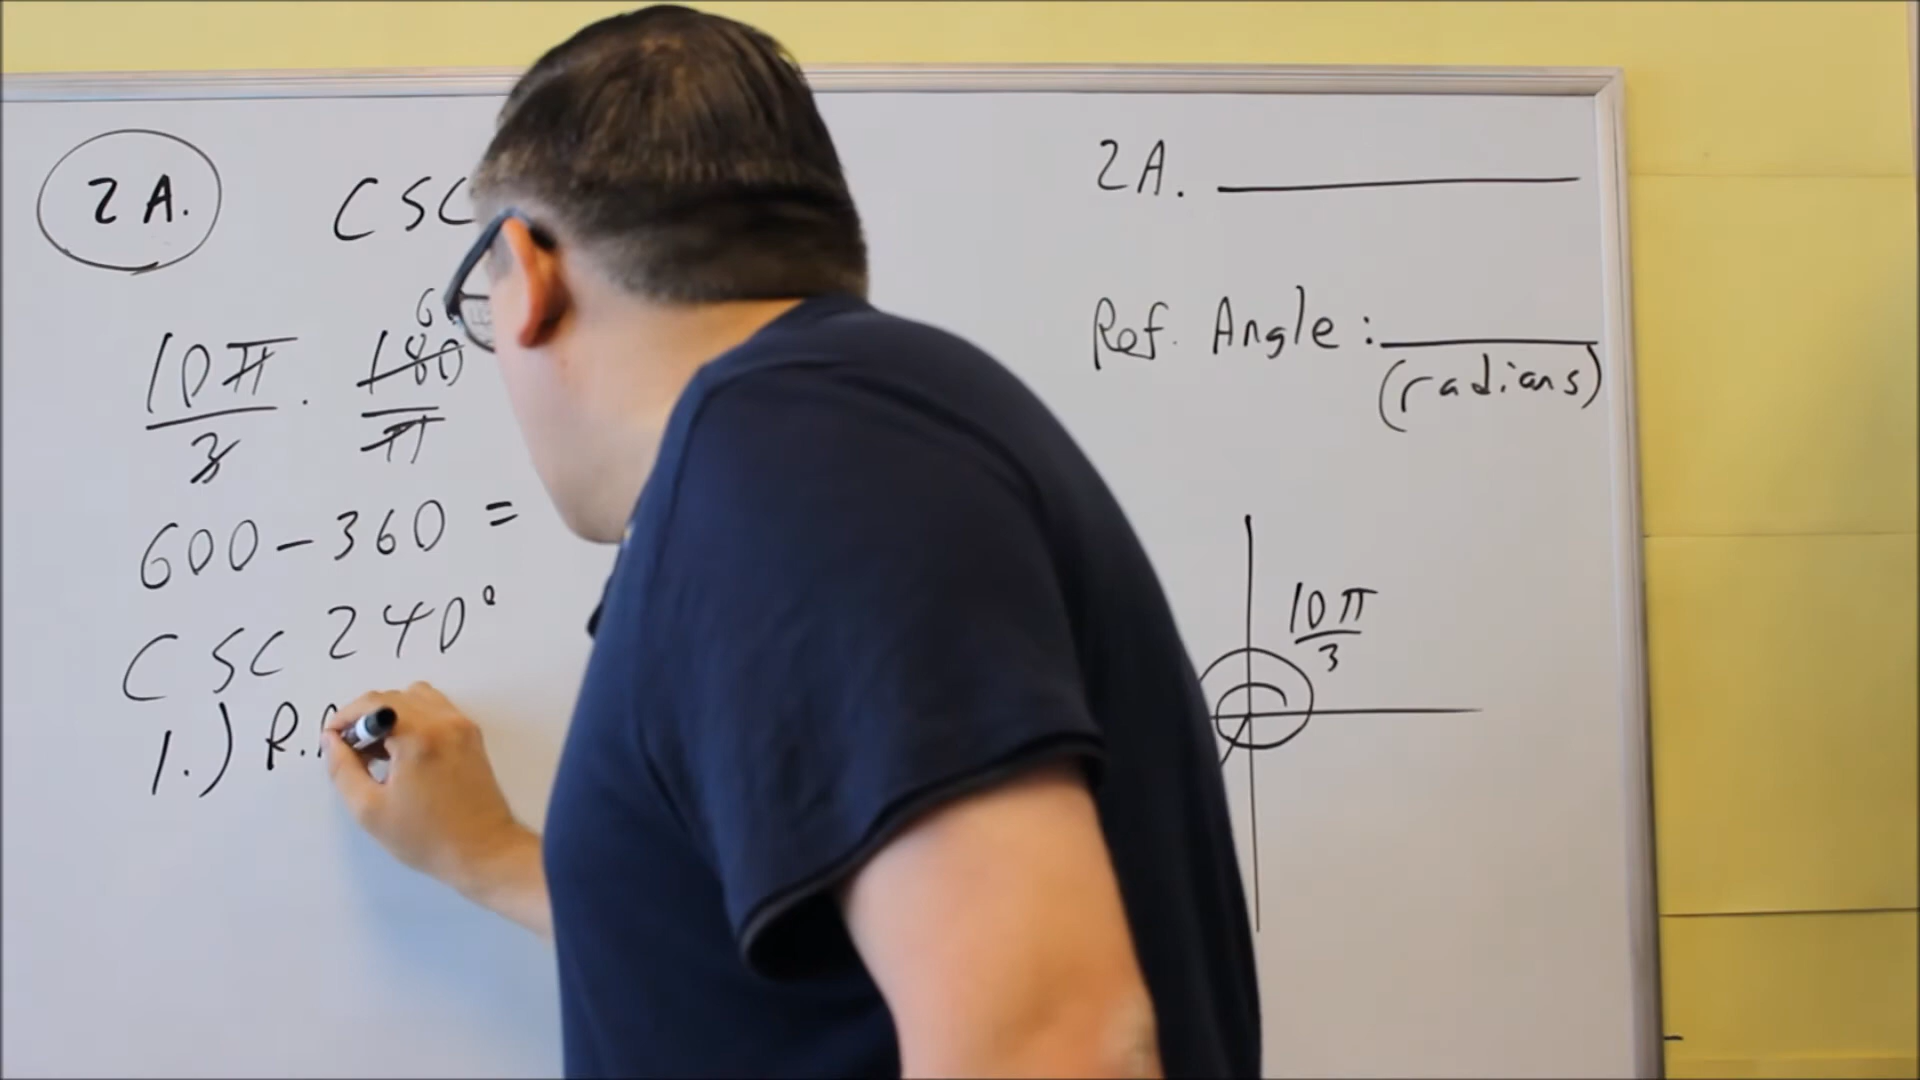 2A. CSC
10π/3 · 180/π
6
600 - 360 =
CSC 240°
1.) R.
2A.
Ref. Angle:
(radians)
10π/3